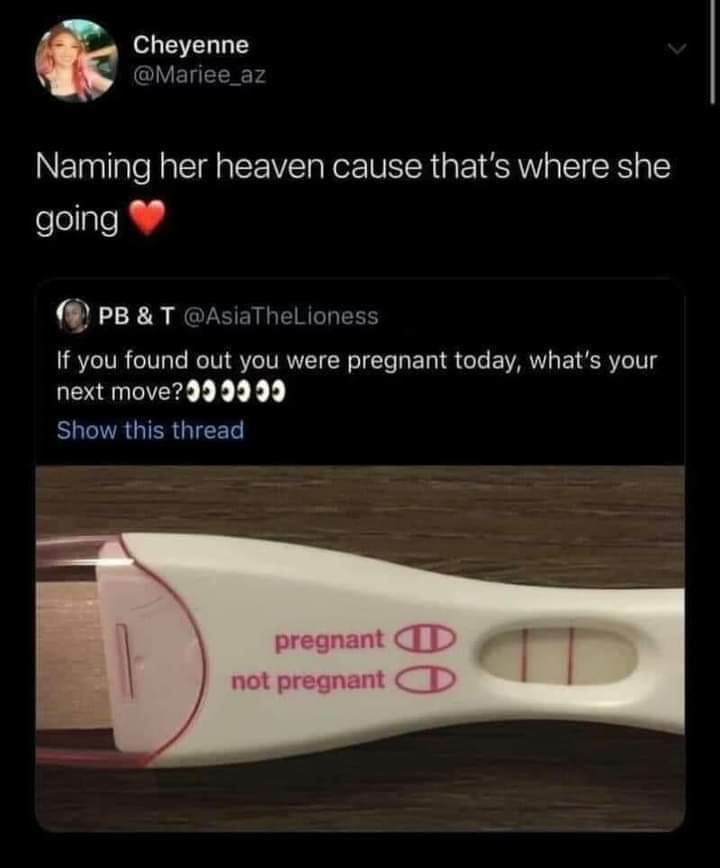 Cheyenne
@Mariee_az
Naming her heaven cause that's where she
going ❤️
PB & T @AsiaTheLioness
If you found out you were pregnant today, what's your
next move?👀👀👀
Show this thread
pregnant
not pregnant